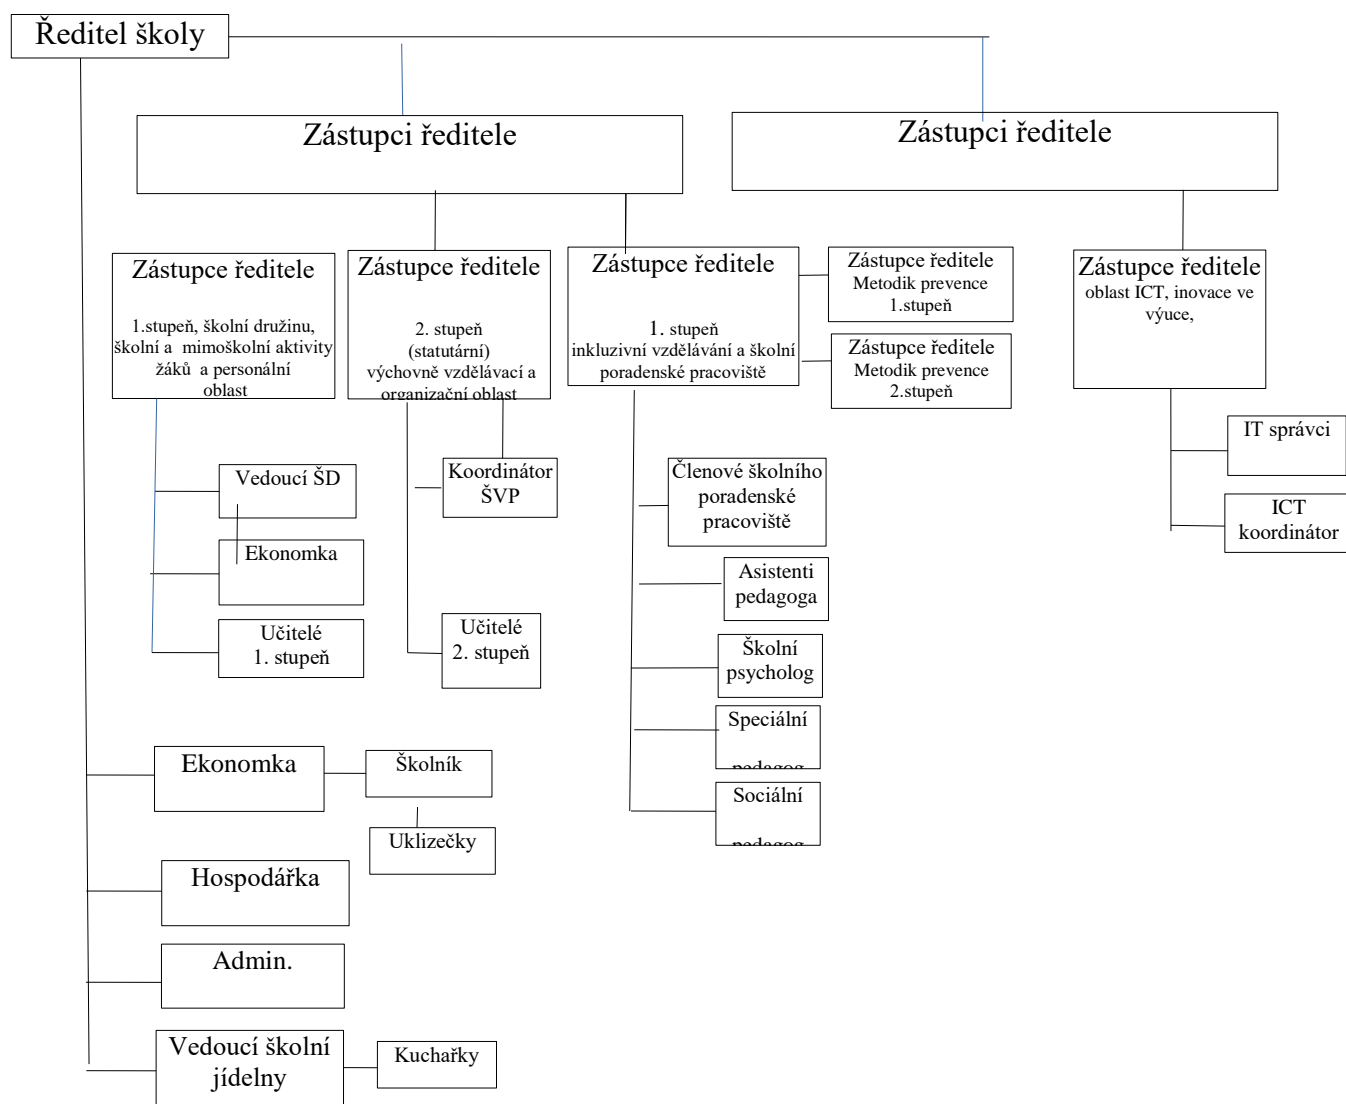 Ředitel školy
Zástupci ředitele
Zástupci ředitele
Zástupce ředitele
1.stupeň, školní družinu,
školní a mimoškolní aktivity
žáků a personální
oblast
Zástupce ředitele
2. stupeň
(statutární)
výchovně vzdělávací a
organizační oblast
Zástupce ředitele
1. stupeň
inkluzivní vzdělávání a školní
poradenské pracoviště
Zástupce ředitele
Metodik prevence
1.stupeň
Zástupce ředitele
Metodik prevence
2.stupeň
Zástupce ředitele
oblast ICT, inovace ve
výuce,
Vedoucí ŠD
Ekonomka
Učitelé
1. stupeň
Koordinátor
ŠVP
Učitelé
2. stupeň
Členové školního
poradenské
pracoviště
Asistenti
pedagoga
Školní
psycholog
Speciální
pedagog
Sociální
pedagog
IT správci
ICT
koordinátor
Ekonomka
Školník
Uklizečky
Hospodářka
Admin.
Vedoucí školní
jídelny
Kuchařky